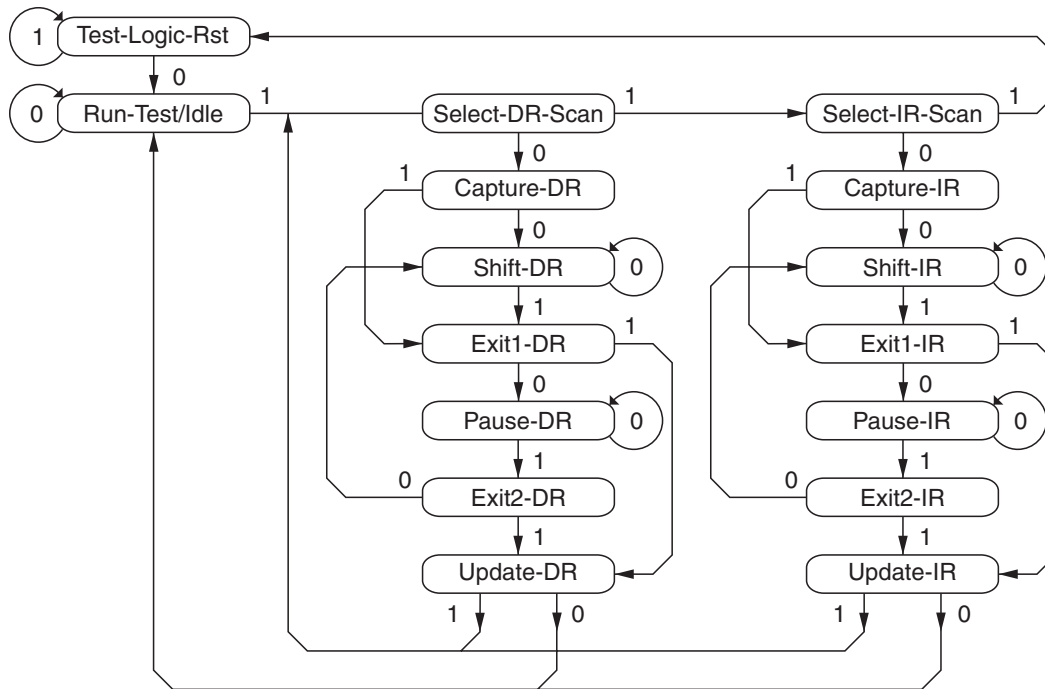 1 Test-Logic-Rst
0
0 Run-Test/Idle 1 Select-DR-Scan 1 Select-IR-Scan 1
0 0
1 Capture-DR 1 Capture-IR
0 0
Shift-DR 0 Shift-IR 0
1 1
Exit1-DR 1 Exit1-IR 1
0 0
Pause-DR 0 Pause-IR 0
1 1
0 Exit2-DR 0 Exit2-IR
1 1
Update-DR Update-IR
1 0 1 0